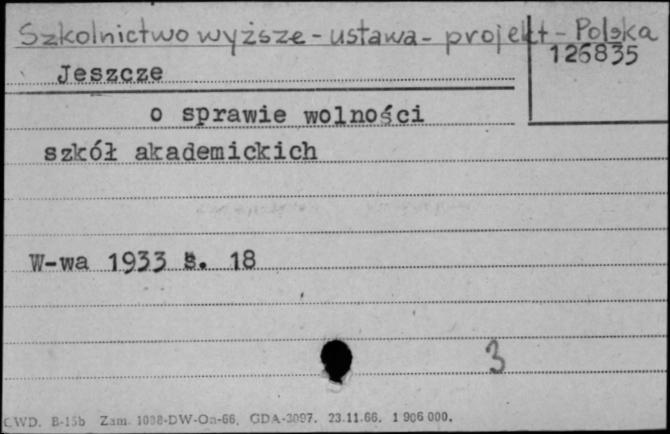 Szkolnictwo wyższe - ustawa - projekt - Polska
126835
Jeszcze
o sprawie wolności
szkół akademickich
W-wa 1933 s. 18
3
CWD. B-15b Zam. 1038-DW-On-66. GDA-3097. 23.11.66. 1 906 000.